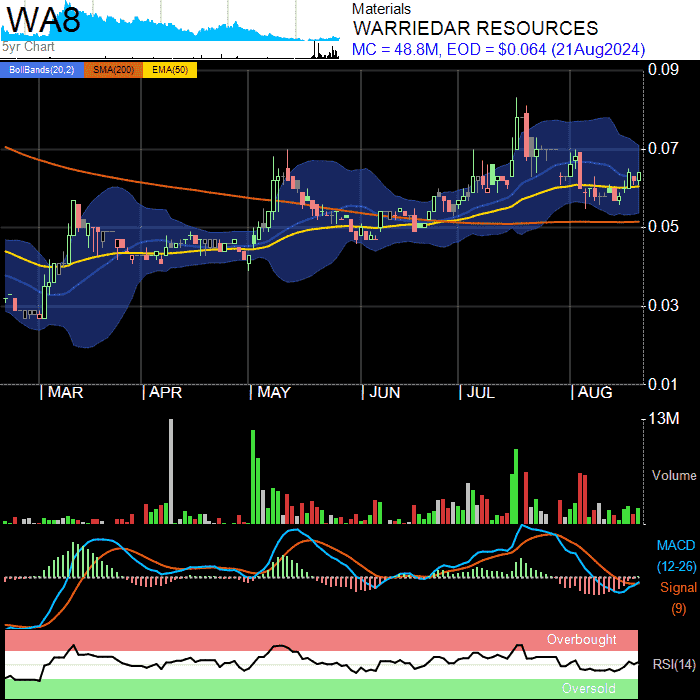 WA8
5yr Chart
Materials
WARRIEDAR RESOURCES
MC = 48.8M, EOD = $0.064 (21Aug2024)
BollBands(20,2) SMA(200) EMA(50)
0.09
0.07
0.05
0.03
0.01
MAR APR MAY JUN JUL AUG
13M
Volume
MACD
(12-26)
Signal
(9)
Overbought
RSI(14)
Oversold